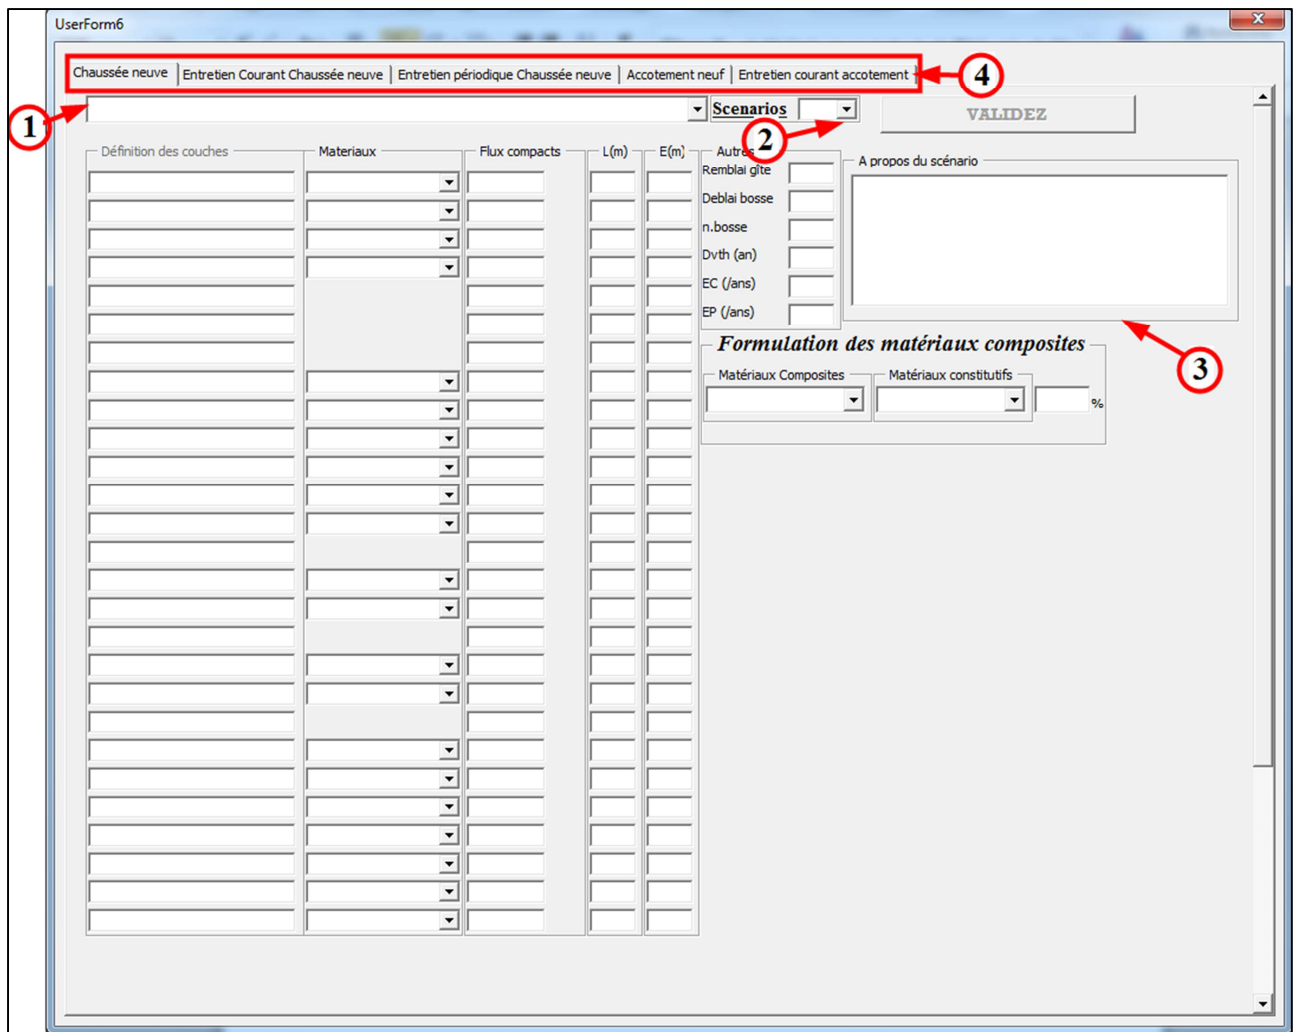 UserForm6
Chaussée neuve Entretien Courant Chaussée neuve Entretien périodique Chaussée neuve Accotement neuf Entretien courant accotement
4
1
Scenarios
VALIDEZ
2
Définition des couches Materiaux Flux compacts L(m) E(m) Autres A propos du scénario
Remblai gîte
Deblai bosse
n.bosse
Dvth (an)
EC (/ans)
EP (/ans)
Formulation des matériaux composites
3
Matériaux Composites Matériaux constitutifs
%